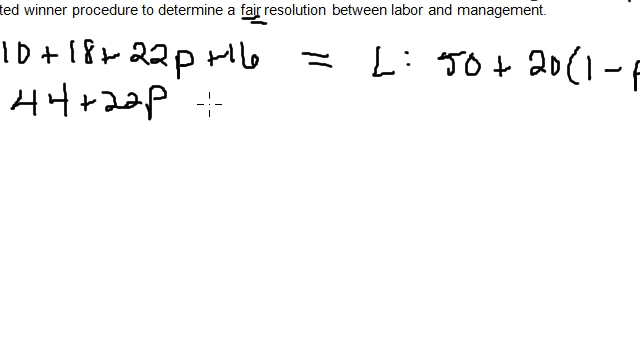 ted winner procedure to determine a fair resolution between labor and management.
10 + 18 + 22p + 16 = L: 50 + 20(1 - p
44 + 22p